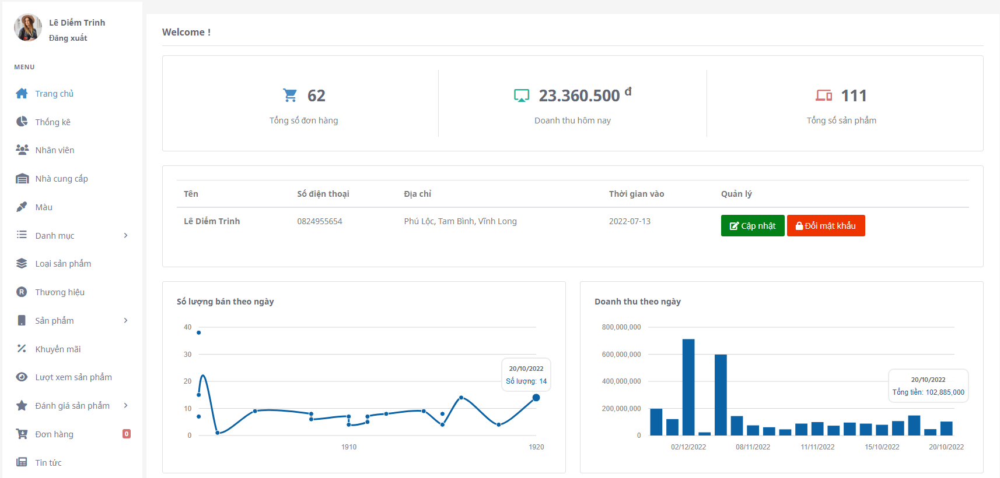 Lê Diễm Trinh
Đăng xuất
MENU
Trang chủ
Thống kê
Nhân viên
Nhà cung cấp
Màu
Danh mục
Loại sản phẩm
Thương hiệu
Sản phẩm
Khuyến mãi
Lượt xem sản phẩm
Đánh giá sản phẩm
Đơn hàng 0
Tin tức
Welcome !
62
Tổng số đơn hàng
23.360.500 đ
Doanh thu hôm nay
111
Tổng số sản phẩm
Tên Số điện thoại Địa chỉ Thời gian vào Quản lý
Lê Diễm Trinh 0824955654 Phú Lộc, Tam Bình, Vĩnh Long 2022-07-13 Cập nhật Đổi mật khẩu
Số lượng bán theo ngày
40
30
20
10
0
20/10/2022
Số lượng: 14
1910 1920
Doanh thu theo ngày
800,000,000
600,000,000
400,000,000
200,000,000
0
20/10/2022
Tổng tiền: 102,885,000
02/12/2022 08/11/2022 11/11/2022 15/10/2022 20/10/2022